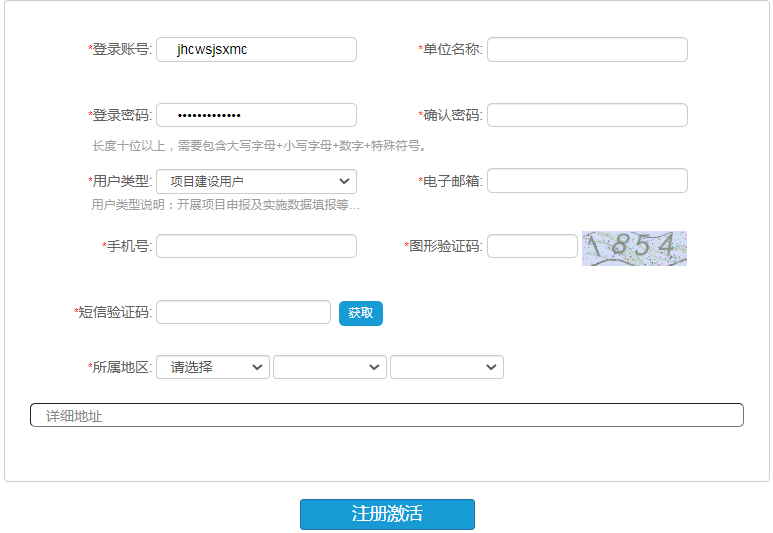 *登录账号: jhcwsjsxmc *单位名称:
*登录密码: ••••••••••••• *确认密码:
长度十位以上，需要包含大写字母+小写字母+数字+特殊符号。
*用户类型: 项目建设用户 *电子邮箱:
用户类型说明：开展项目申报及实施数据填报等...
*手机号: *图形验证码: 1854
*短信验证码: 获取
*所属地区: 请选择
详细地址
注册激活